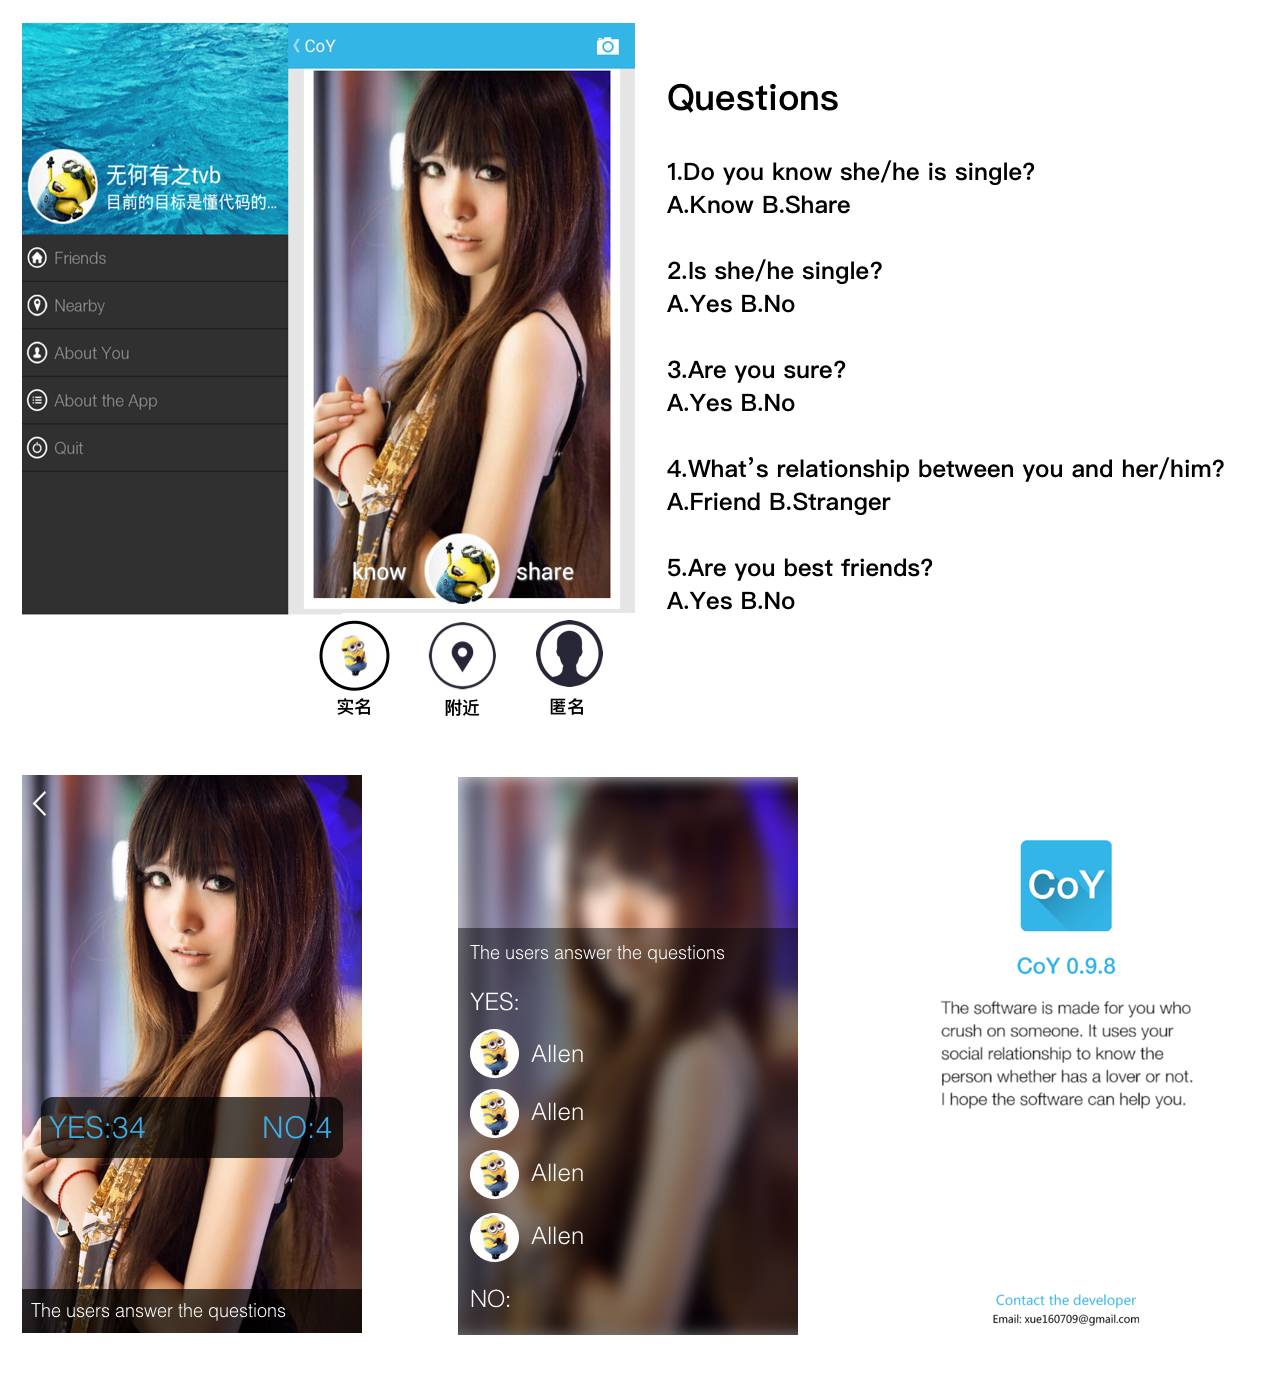 CoY
无何有之tvb
目前的目标是懂代码的...
Friends
Nearby
About You
About the App
Quit
know
share
实名
附近
匿名
Questions
1.Do you know she/he is single?
A.Know B.Share
2.Is she/he single?
A.Yes B.No
3.Are you sure?
A.Yes B.No
4.What's relationship between you and her/him?
A.Friend B.Stranger
5.Are you best friends?
A.Yes B.No
YES:34
NO:4
The users answer the questions
The users answer the questions
YES:
Allen
Allen
Allen
Allen
NO:
CoY
CoY 0.9.8
The software is made for you who
crush on someone. It uses your
social relationship to know the
person whether has a lover or not.
I hope the software can help you.
Contact the developer
Email: xue160709@gmail.com